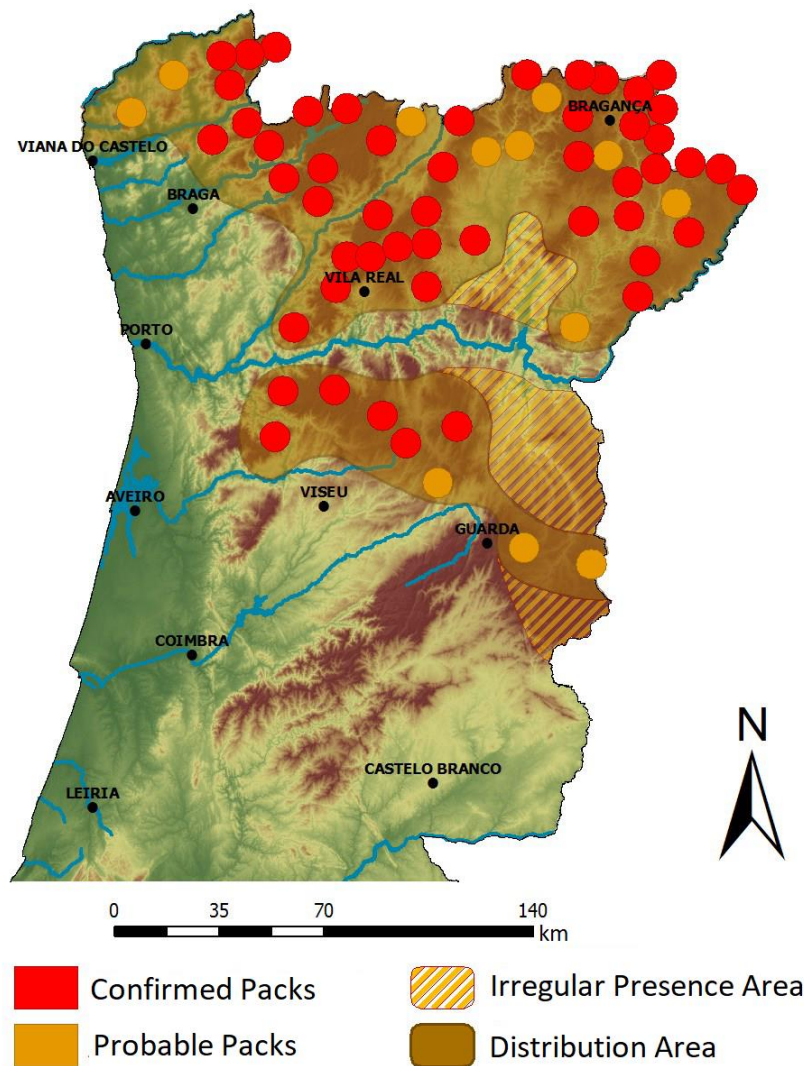 BRAGANÇA
VIANA DO CASTELO
BRAGA
VILA REAL
PORTO
AVEIRO
VISEU
GUARDA
COIMBRA
CASTELO BRANCO
LEIRIA
N
0 35 70 140
km
Confirmed Packs
Irregular Presence Area
Probable Packs
Distribution Area